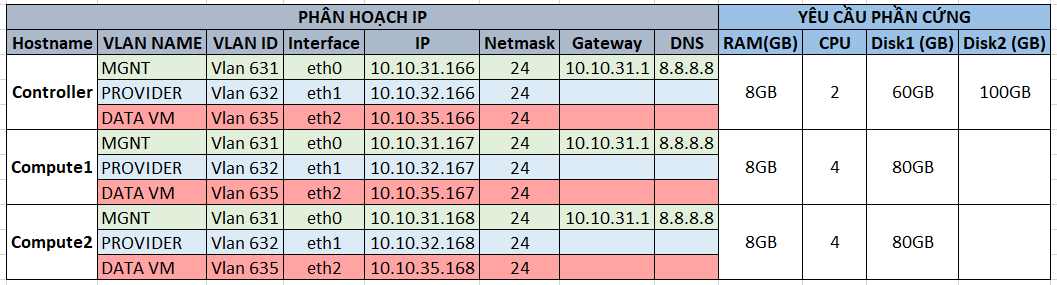 PHÂN HOẠCH IP YÊU CẦU PHẦN CỨNG
Hostname VLAN NAME VLAN ID Interface IP Netmask Gateway DNS RAM(GB) CPU Disk1 (GB) Disk2 (GB)
MGNT Vlan 631 eth0 10.10.31.166 24 10.10.31.1 8.8.8.8
Controller PROVIDER Vlan 632 eth1 10.10.32.166 24 8GB 2 60GB 100GB
DATA VM Vlan 635 eth2 10.10.35.166 24
MGNT Vlan 631 eth0 10.10.31.167 24 10.10.31.1 8.8.8.8
Compute1 PROVIDER Vlan 632 eth1 10.10.32.167 24 8GB 4 80GB
DATA VM Vlan 635 eth2 10.10.35.167 24
MGNT Vlan 631 eth0 10.10.31.168 24 10.10.31.1 8.8.8.8
Compute2 PROVIDER Vlan 632 eth1 10.10.32.168 24 8GB 4 80GB
DATA VM Vlan 635 eth2 10.10.35.168 24